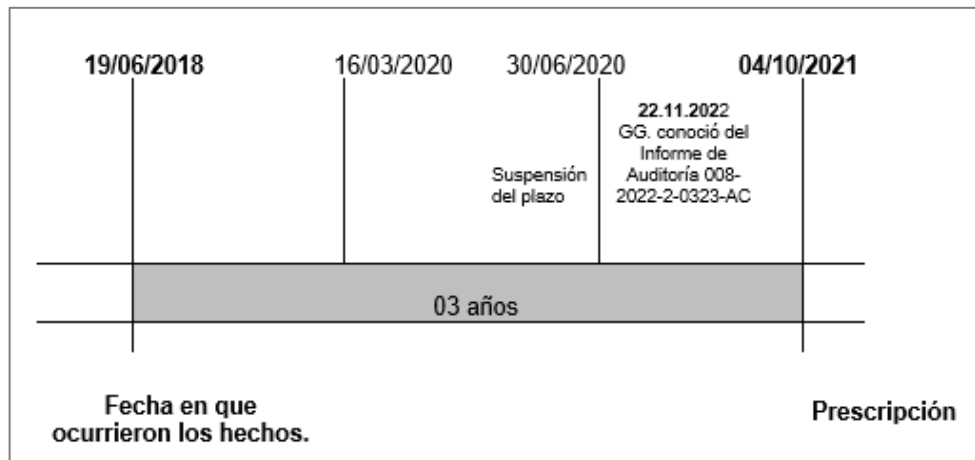 19/06/2018 16/03/2020 30/06/2020 04/10/2021
22.11.2022
GG. conoció del
Informe de
Auditoría 008-
2022-2-0323-AC
Suspensión
del plazo
03 años
Fecha en que
ocurrieron los hechos.
Prescripción